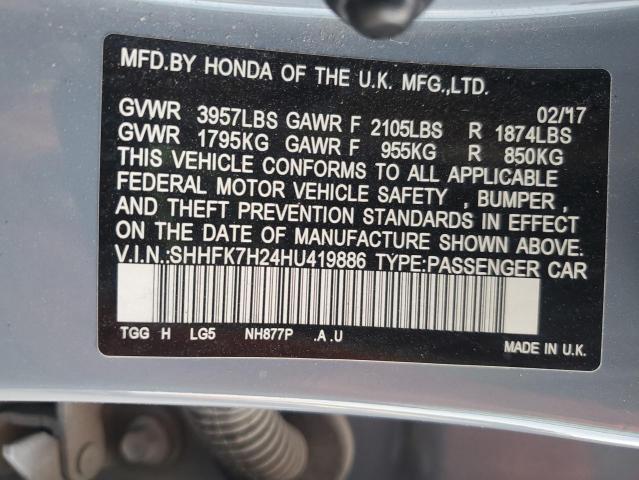 MFD.BY HONDA OF THE U.K. MFG.,LTD.
02/17
GVWR 3957LBS GAWR F 2105LBS R 1874LBS
GVWR 1795KG GAWR F 955KG R 850KG
THIS VEHICLE CONFORMS TO ALL APPLICABLE
FEDERAL MOTOR VEHICLE SAFETY , BUMPER ,
AND THEFT PREVENTION STANDARDS IN EFFECT
ON THE DATE OF MANUFACTURE SHOWN ABOVE.
V.I.N.:SHHFK7H24HU419886 TYPE:PASSENGER CAR
TGG H LG5 NH877P .A .U
MADE IN U.K.